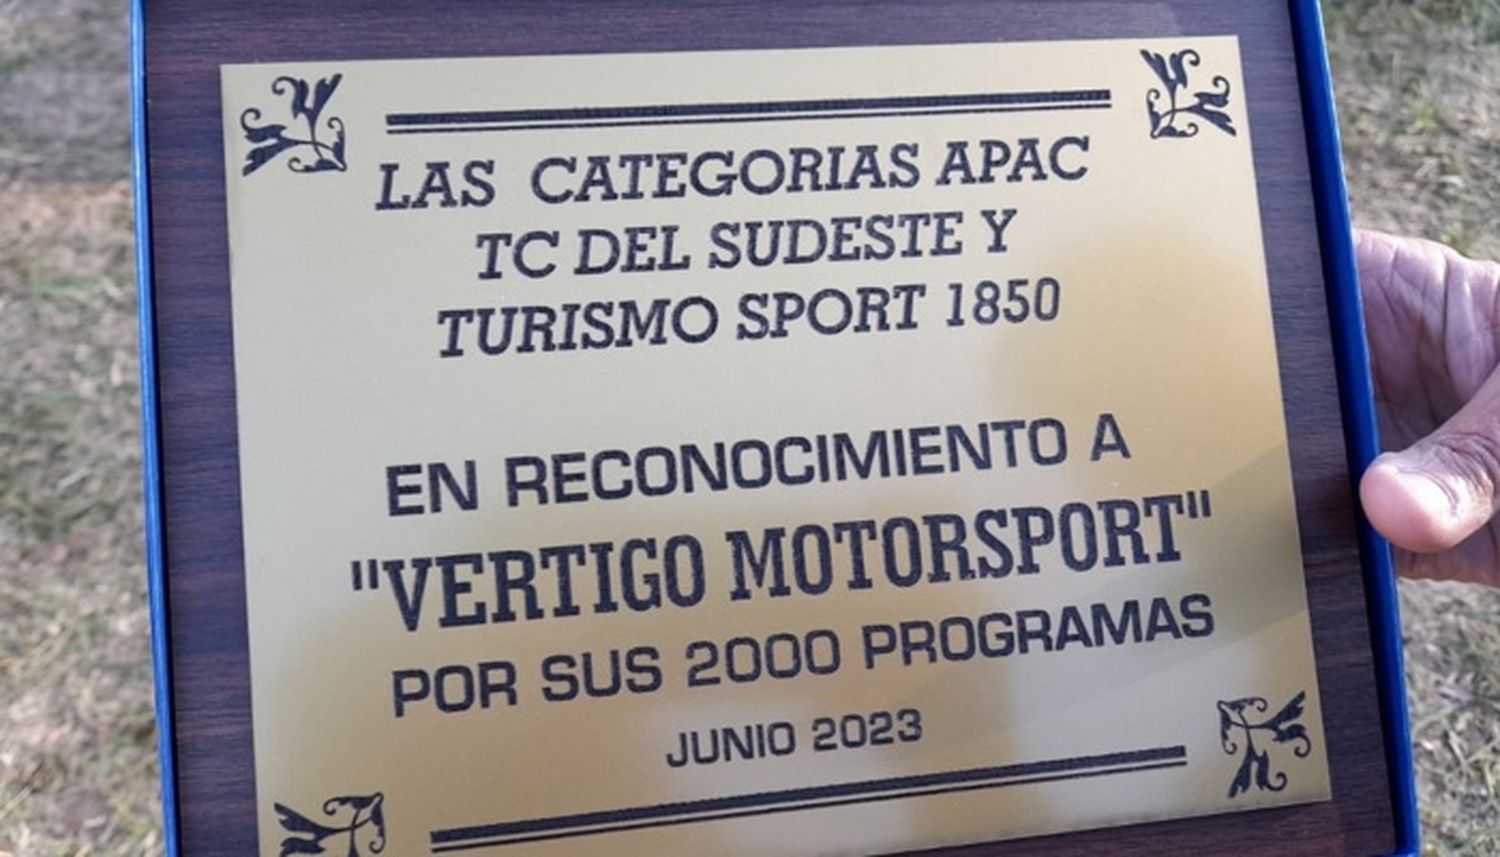 LAS CATEGORIAS APAC
TC DEL SUDESTE Y
TURISMO SPORT 1850
EN RECONOCIMIENTO A
"VERTIGO MOTORSPORT"
POR SUS 2000 PROGRAMAS
JUNIO 2023